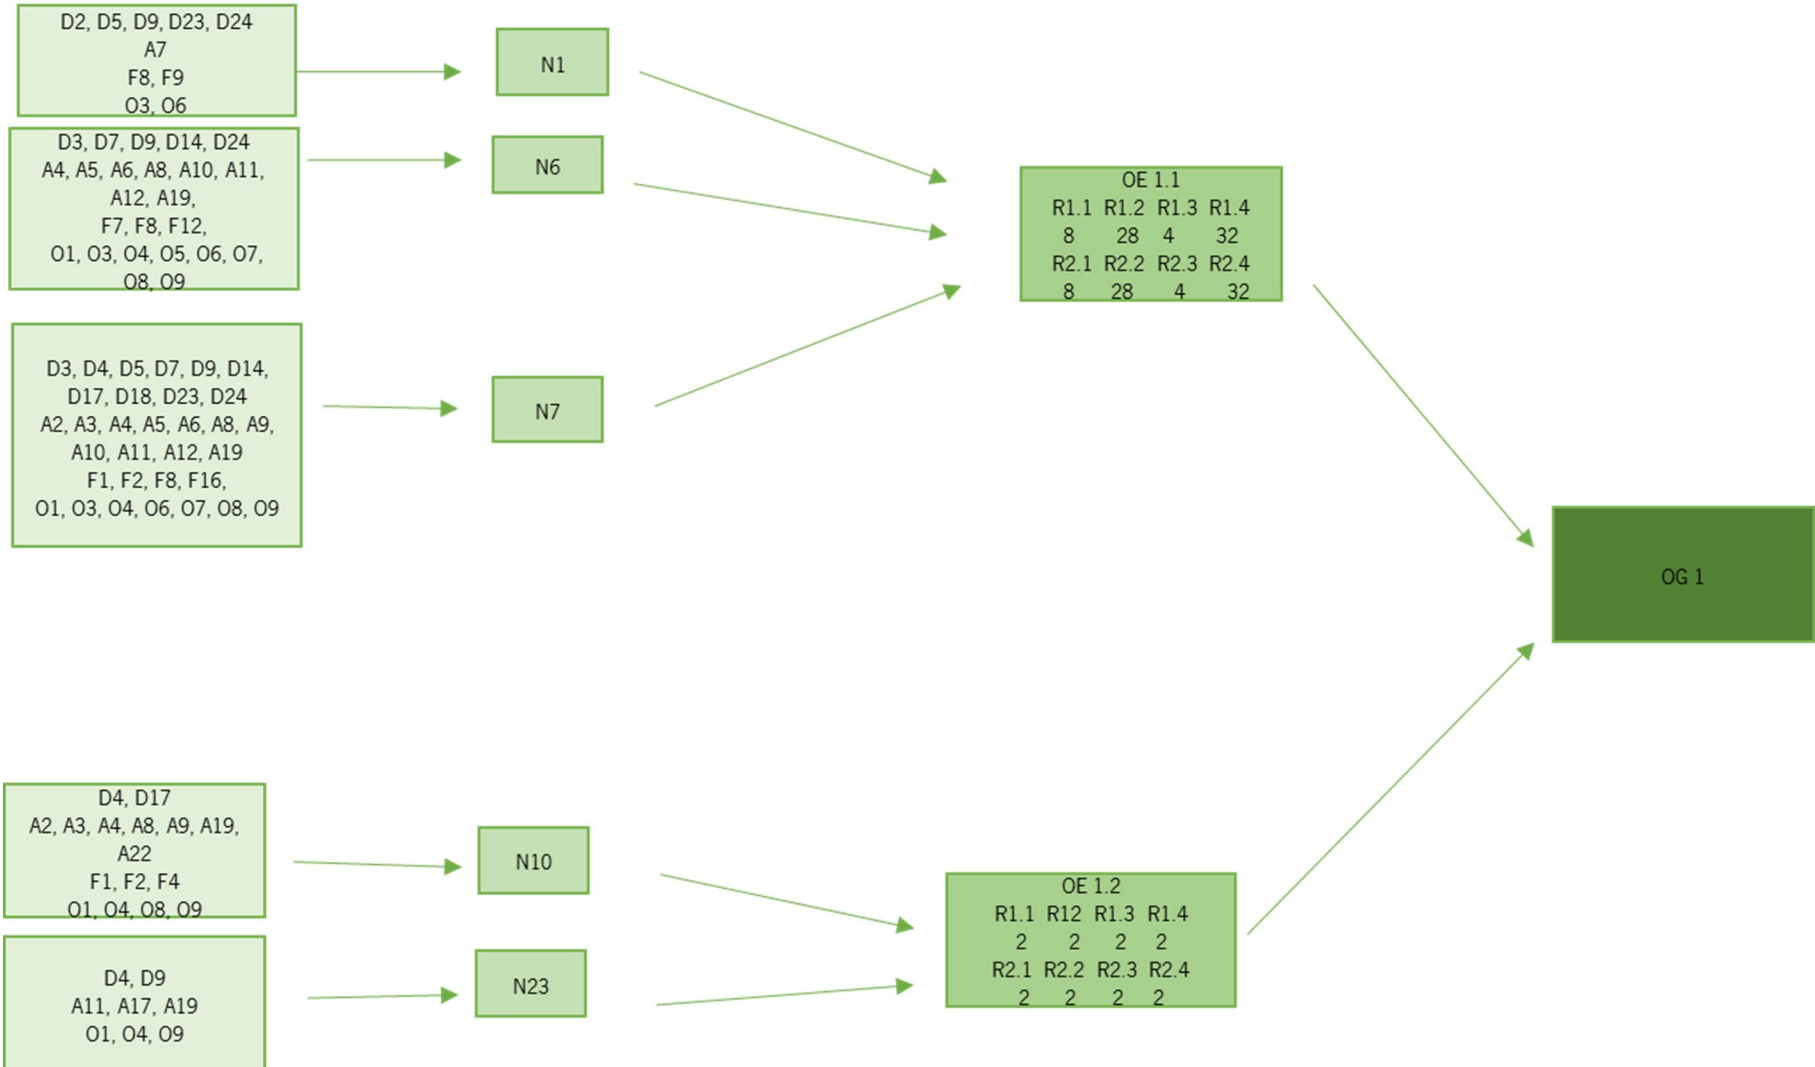 D2, D5, D9, D23, D24
A7
F8, F9
O3, O6
N1
D3, D7, D9, D14, D24
A4, A5, A6, A8, A10, A11,
A12, A19,
F7, F8, F12,
O1, O3, O4, O5, O6, O7,
O8, O9
N6
D3, D4, D5, D7, D9, D14,
D17, D18, D23, D24
A2, A3, A4, A5, A6, A8, A9,
A10, A11, A12, A19
F1, F2, F8, F16,
O1, O3, O4, O6, O7, O8, O9
N7
OE 1.1
R1.1 R1.2 R1.3 R1.4
8 28 4 32
R2.1 R2.2 R2.3 R2.4
8 28 4 32
OG 1
D4, D17
A2, A3, A4, A8, A9, A19,
A22
F1, F2, F4
O1, O4, O8, O9
N10
D4, D9
A11, A17, A19
O1, O4, O9
N23
OE 1.2
R1.1 R12 R1.3 R1.4
2 2 2 2
R2.1 R2.2 R2.3 R2.4
2 2 2 2